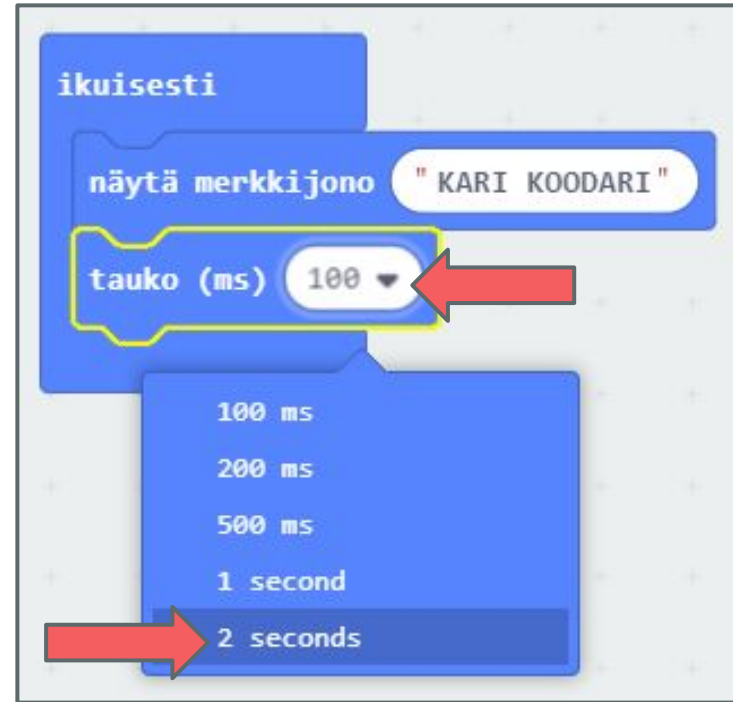 ikuisesti
näytä merkkijono "KARI KOODARI"
tauko (ms) 100
100 ms
200 ms
500 ms
1 second
2 seconds